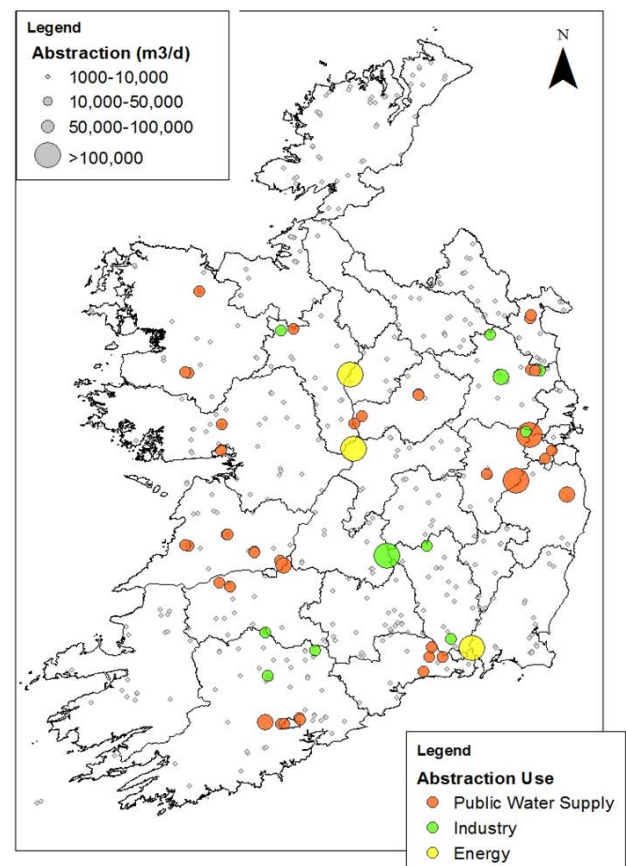 Legend
Abstraction (m3/d)
1000-10,000
10,000-50,000
50,000-100,000
>100,000
N
Legend
Abstraction Use
Public Water Supply
Industry
Energy